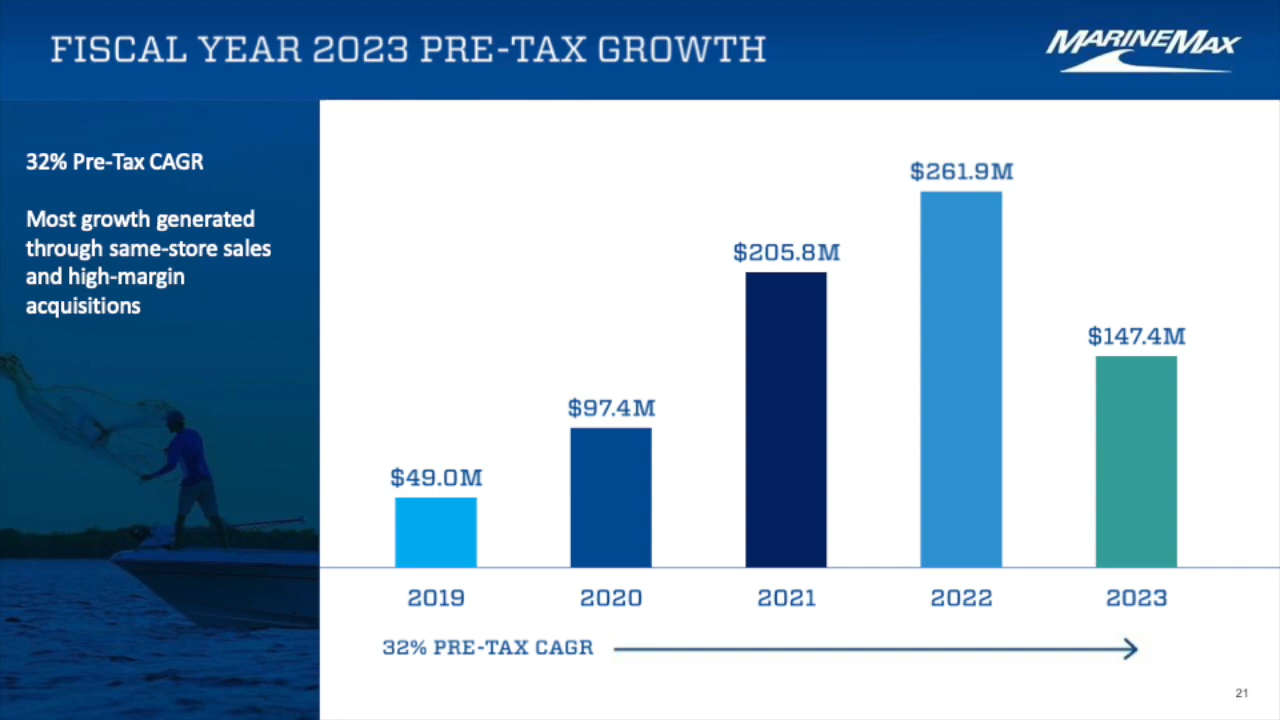 FISCAL YEAR 2023 PRE-TAX GROWTH
MARINEMAX
32% Pre-Tax CAGR
Most growth generated
through same-store sales
and high-margin
acquisitions
$49.0M
$97.4M
$205.8M
$261.9M
$147.4M
2019
2020
2021
2022
2023
32% PRE-TAX CAGR
21